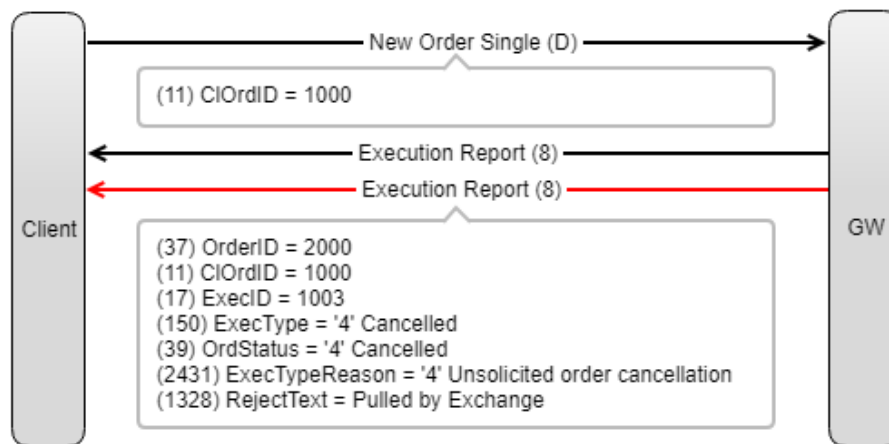 New Order Single (D)
(11) ClOrdID = 1000
Execution Report (8)
Execution Report (8)
Client
GW
(37) OrderID = 2000
(11) ClOrdID = 1000
(17) ExecID = 1003
(150) ExecType = '4' Cancelled
(39) OrdStatus = '4' Cancelled
(2431) ExecTypeReason = '4' Unsolicited order cancellation
(1328) RejectText = Pulled by Exchange